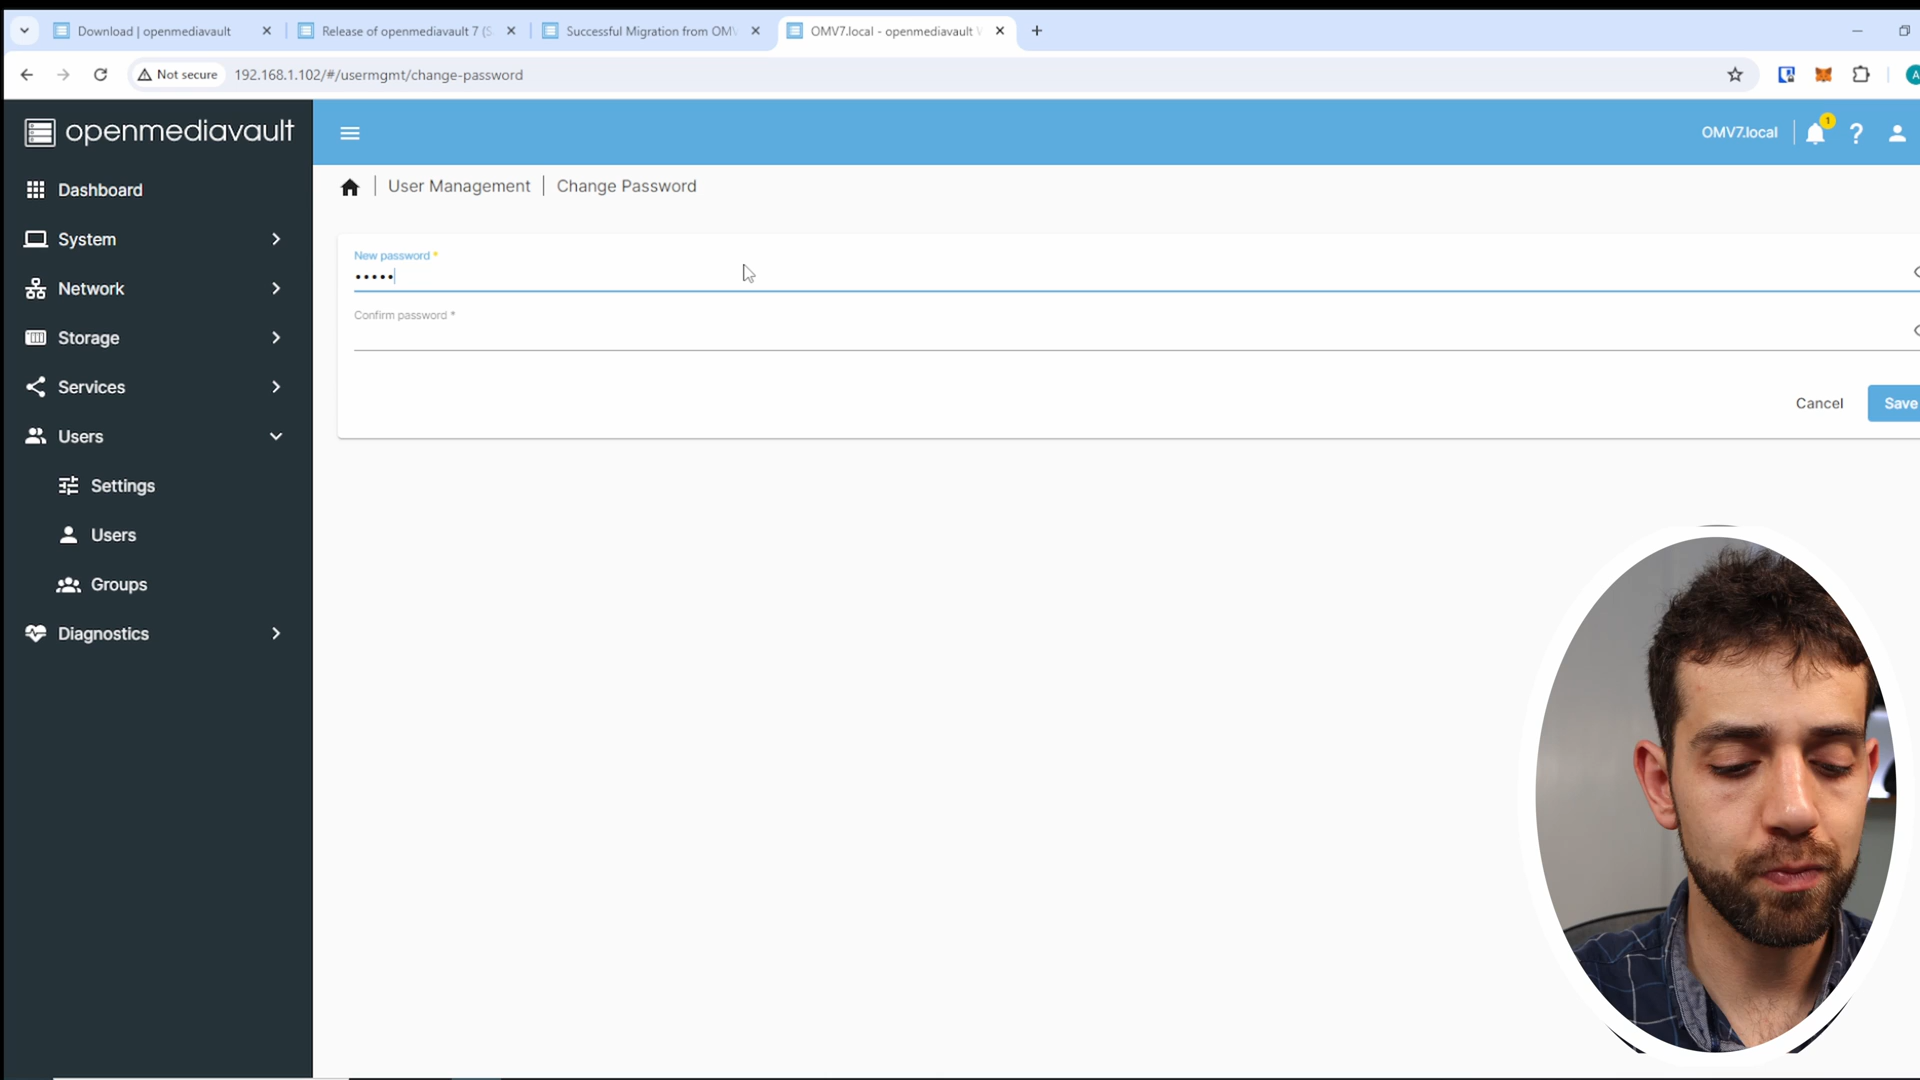 Download | openmediavault
Release of openmediavault 7 (S
Successful Migration from OMV
OMV7.local - openmediavault W
Not secure
192.168.1.102/#/usermgmt/change-password
A
openmediavault
OMV7.local
1
?
Dashboard
User Management | Change Password
System
New password *
•••••
Network
Confirm password *
Storage
Services
Cancel
Save
Users
Settings
Users
Groups
Diagnostics